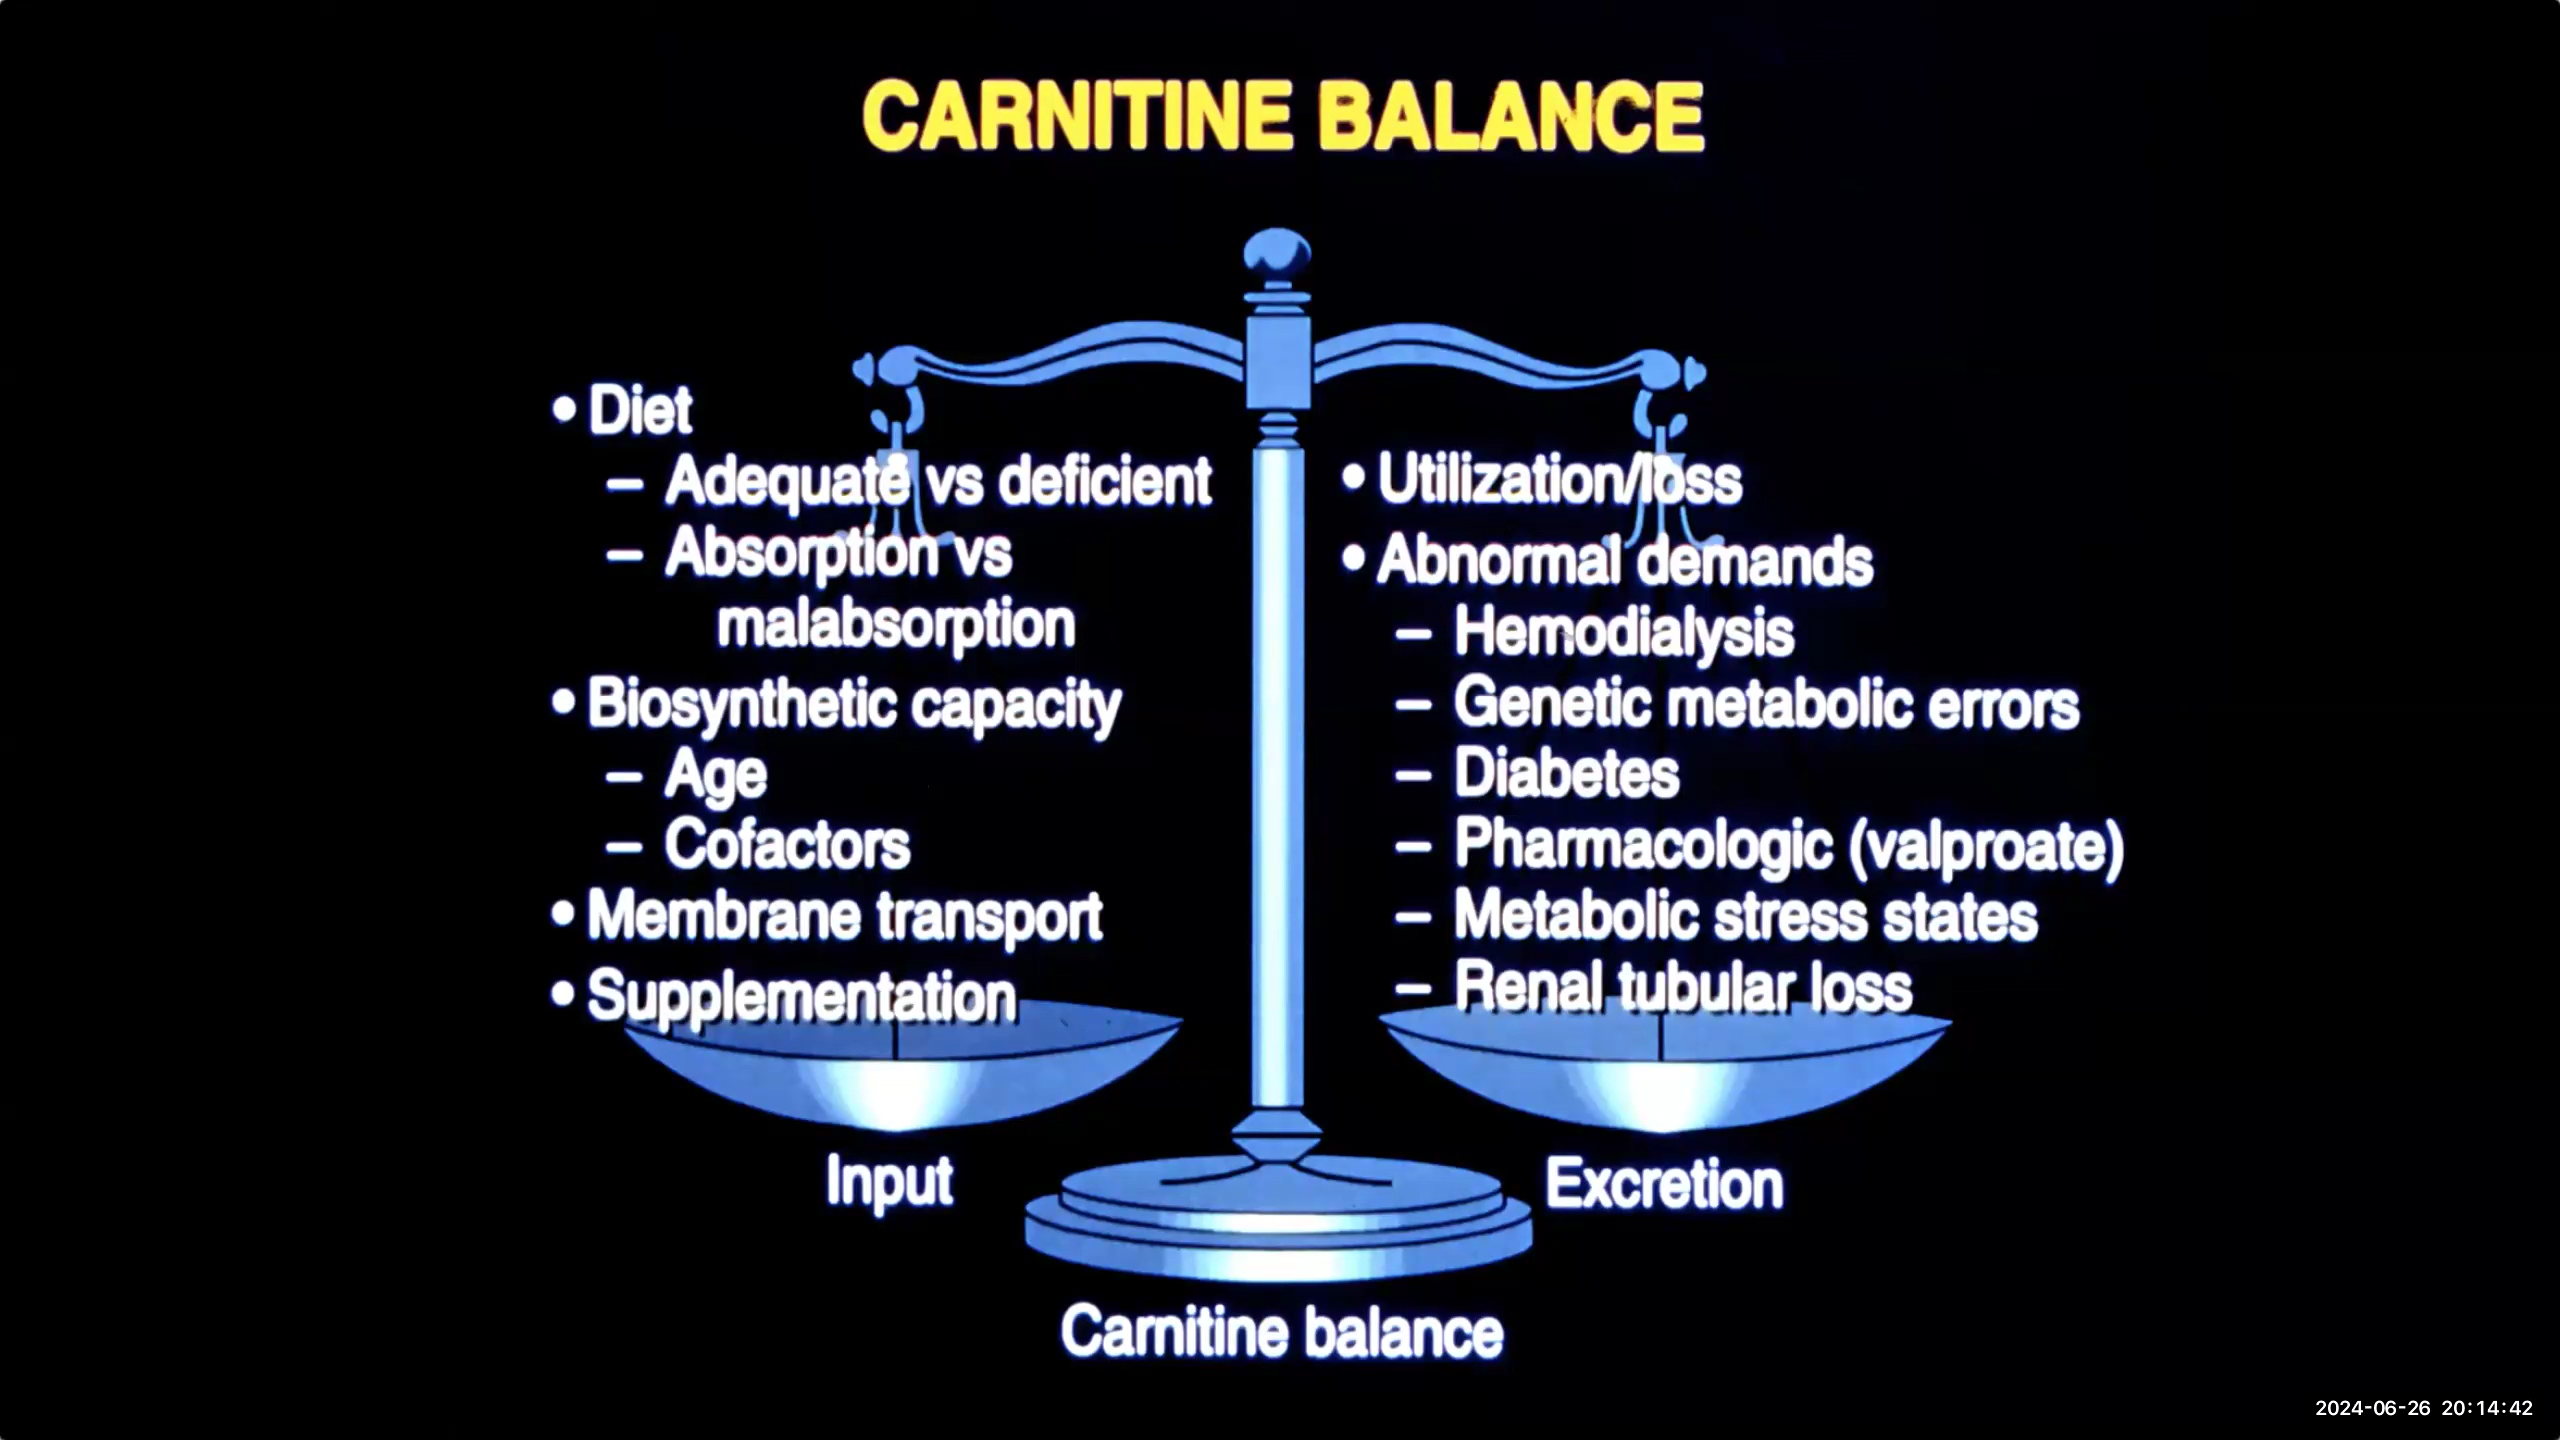 CARNITINE BALANCE
• Diet
– Adequate vs deficient
– Absorption vs
malabsorption
• Biosynthetic capacity
– Age
– Cofactors
• Membrane transport
• Supplementation
• Utilization/loss
• Abnormal demands
– Hemodialysis
– Genetic metabolic errors
– Diabetes
– Pharmacologic (valproate)
– Metabolic stress states
– Renal tubular loss
Input
Excretion
Carnitine balance
2024-06-26 20:14:42